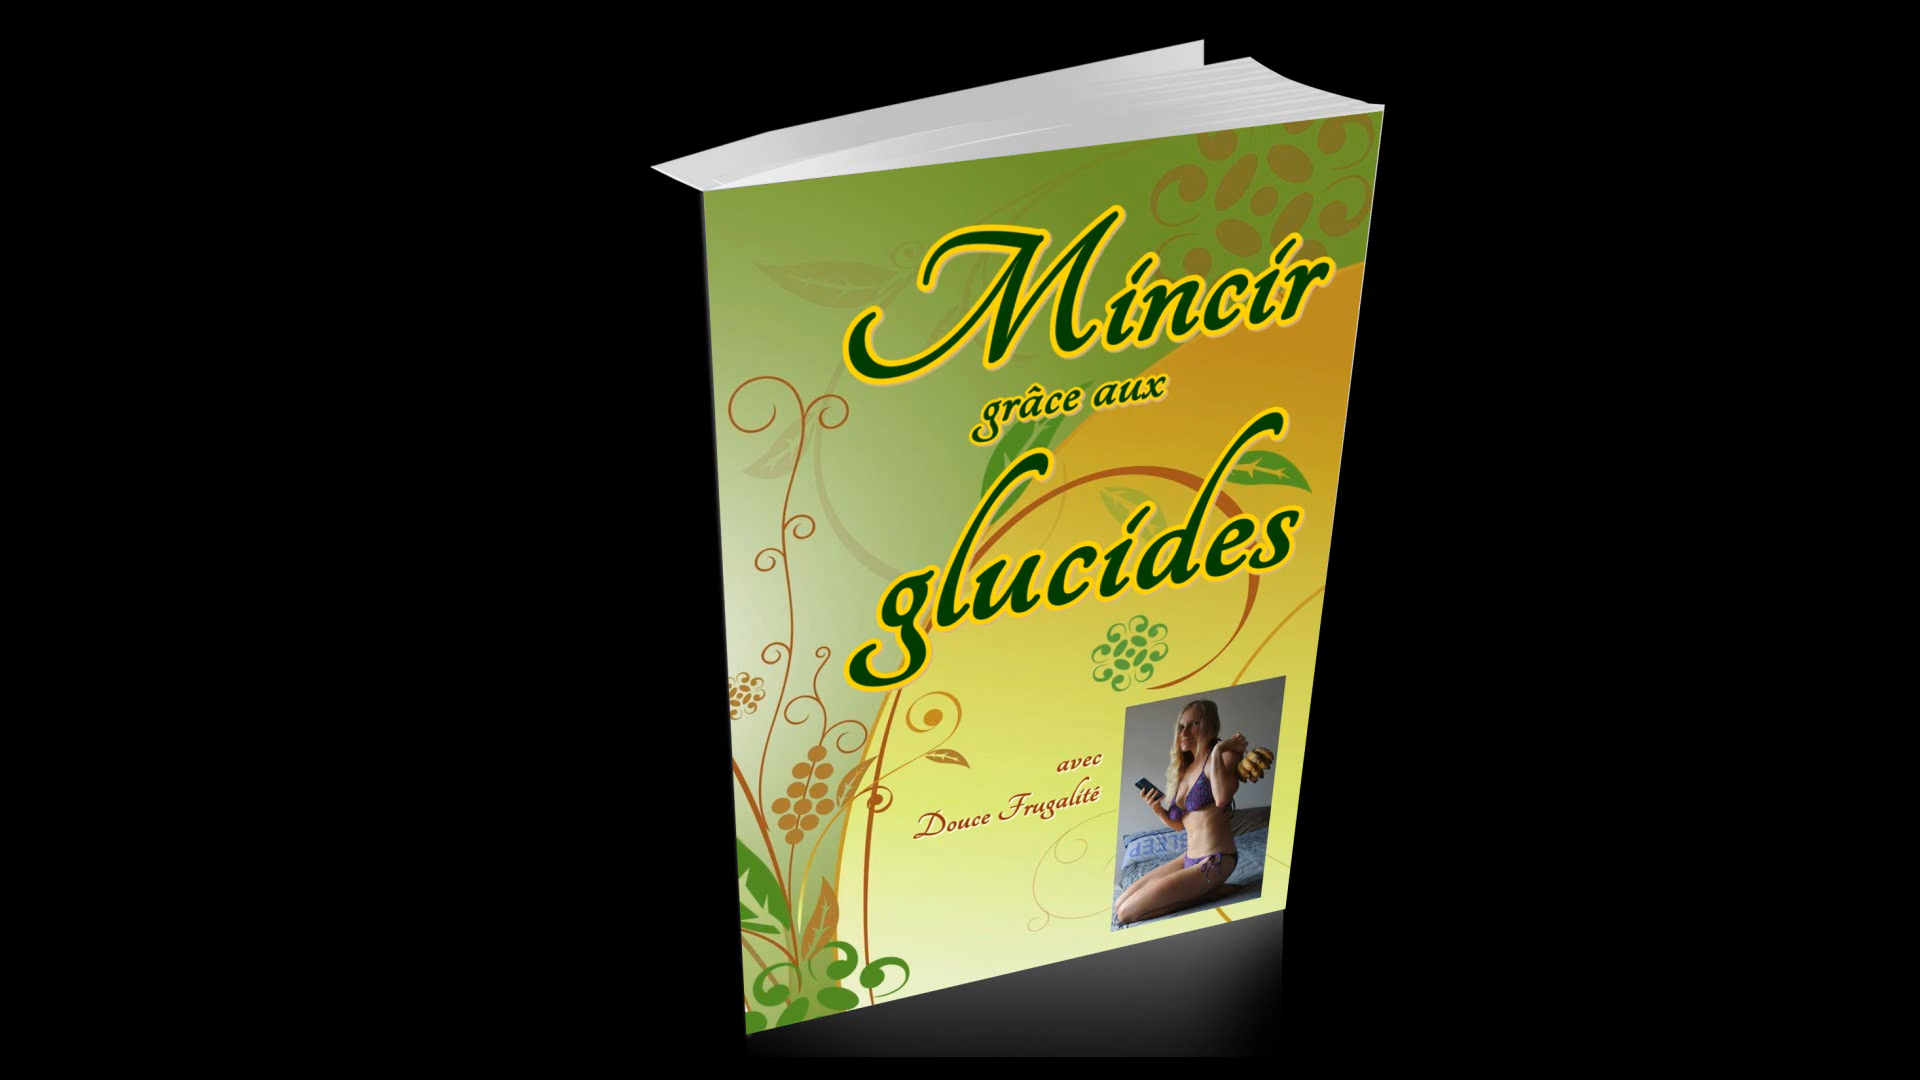 Mincir
grâce aux
glucides
avec
Douce Frugalité